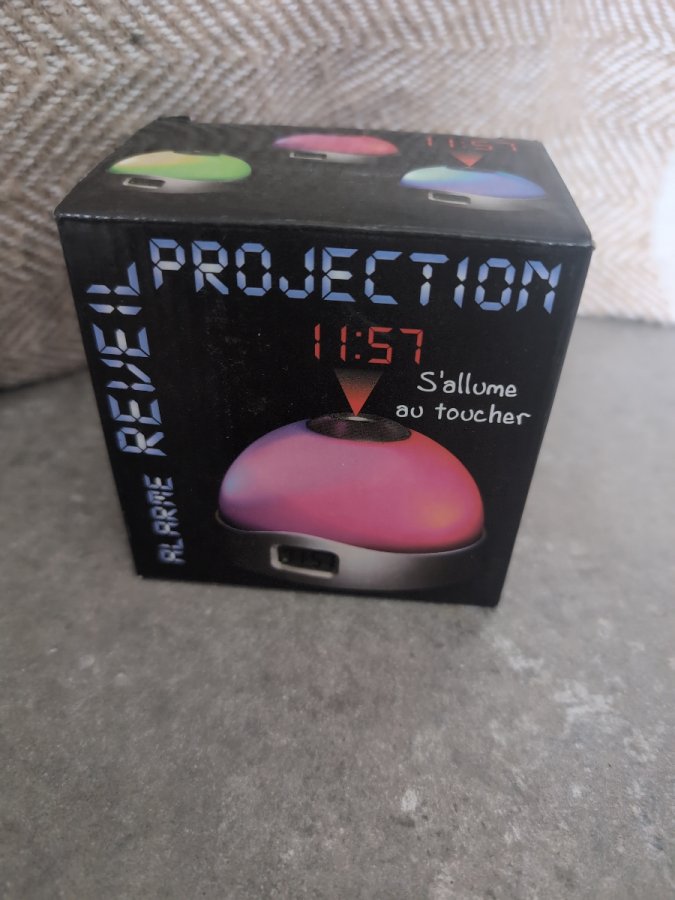 11:57
PROJECTION
REVEIL
ALARME
11:57
S'allume
au toucher